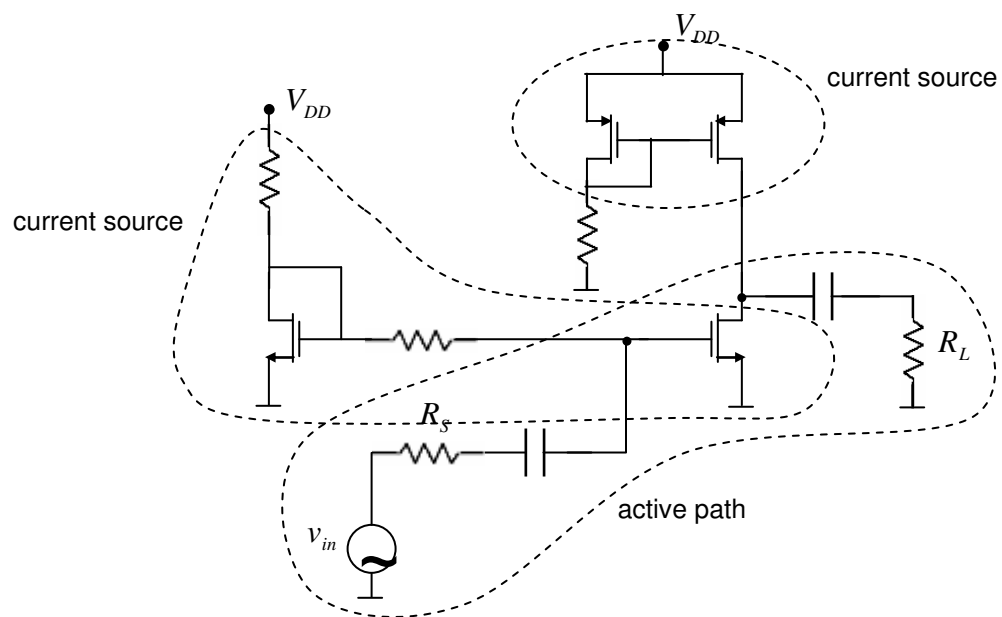 V_DD
current source
V_DD
current source
R_L
R_S
active path
v_in